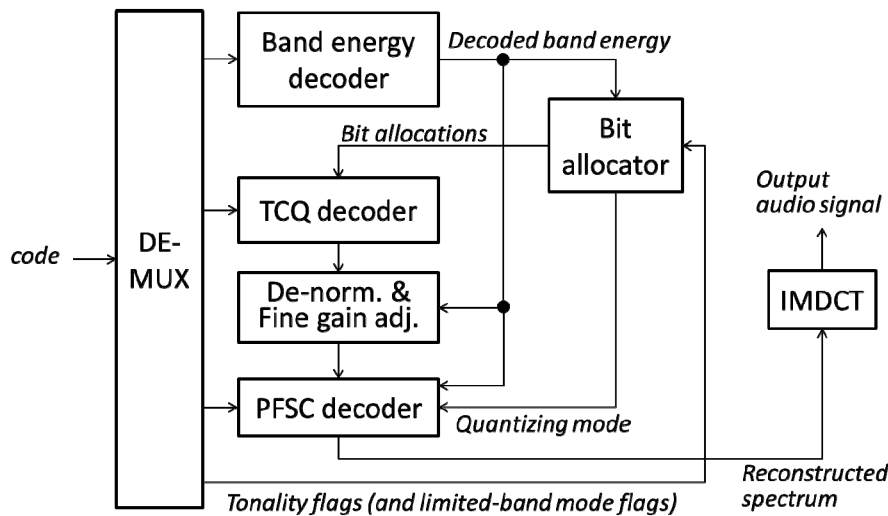 Band energy
decoder
Decoded band energy
Bit allocations
Bit
allocator
TCQ decoder
Output
audio signal
code
DE-
MUX
De-norm. &
Fine gain adj.
IMDCT
PFSC decoder
Quantizing mode
Reconstructed
spectrum
Tonality flags (and limited-band mode flags)